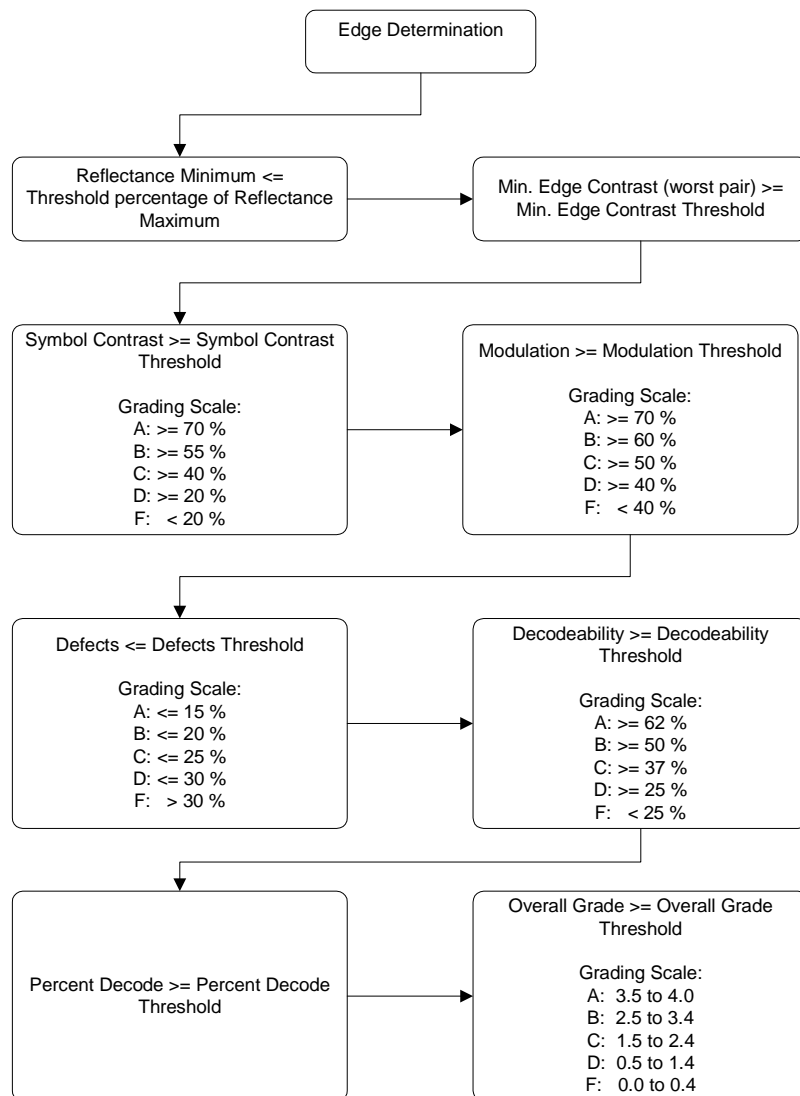 Edge Determination
Reflectance Minimum <=
Threshold percentage of Reflectance
Maximum
Min. Edge Contrast (worst pair) >=
Min. Edge Contrast Threshold
Symbol Contrast >= Symbol Contrast
Threshold
Grading Scale:
A: >= 70 %
B: >= 55 %
C: >= 40 %
D: >= 20 %
F: < 20 %
Modulation >= Modulation Threshold
Grading Scale:
A: >= 70 %
B: >= 60 %
C: >= 50 %
D: >= 40 %
F: < 40 %
Defects <= Defects Threshold
Grading Scale:
A: <= 15 %
B: <= 20 %
C: <= 25 %
D: <= 30 %
F: > 30 %
Decodeability >= Decodeability
Threshold
Grading Scale:
A: >= 62 %
B: >= 50 %
C: >= 37 %
D: >= 25 %
F: < 25 %
Percent Decode >= Percent Decode
Threshold
Overall Grade >= Overall Grade
Threshold
Grading Scale:
A: 3.5 to 4.0
B: 2.5 to 3.4
C: 1.5 to 2.4
D: 0.5 to 1.4
F: 0.0 to 0.4